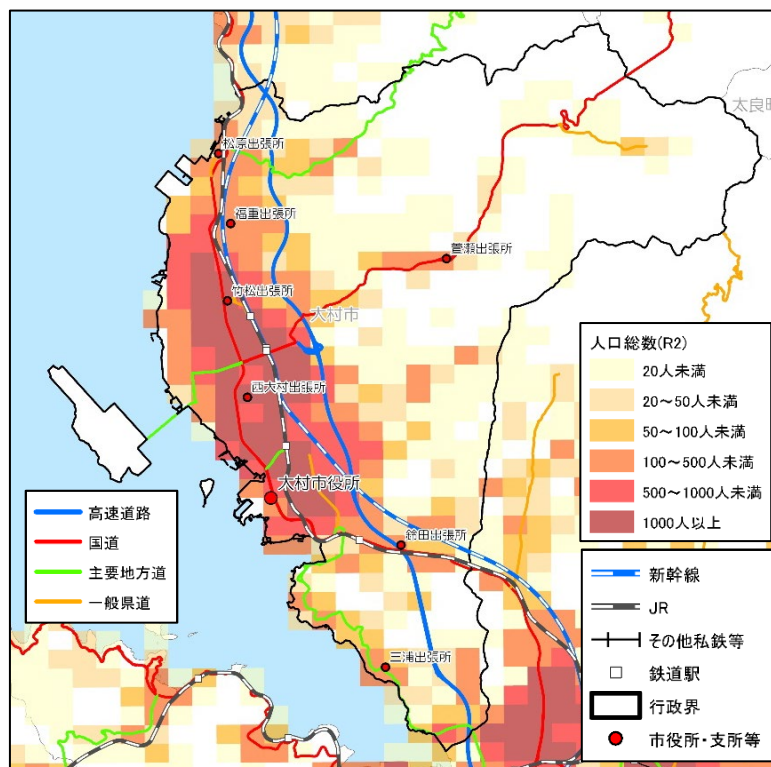 太良町
松原出張所
福重出張所
萱瀬出張所
竹松出張所
大村市
西大村出張所
大村市役所
鈴田出張所
三浦出張所
人口総数(R2)
20人未満
20～50人未満
50～100人未満
100～500人未満
500～1000人未満
1000人以上
高速道路
国道
主要地方道
一般県道
新幹線
JR
その他私鉄等
鉄道駅
行政界
市役所・支所等